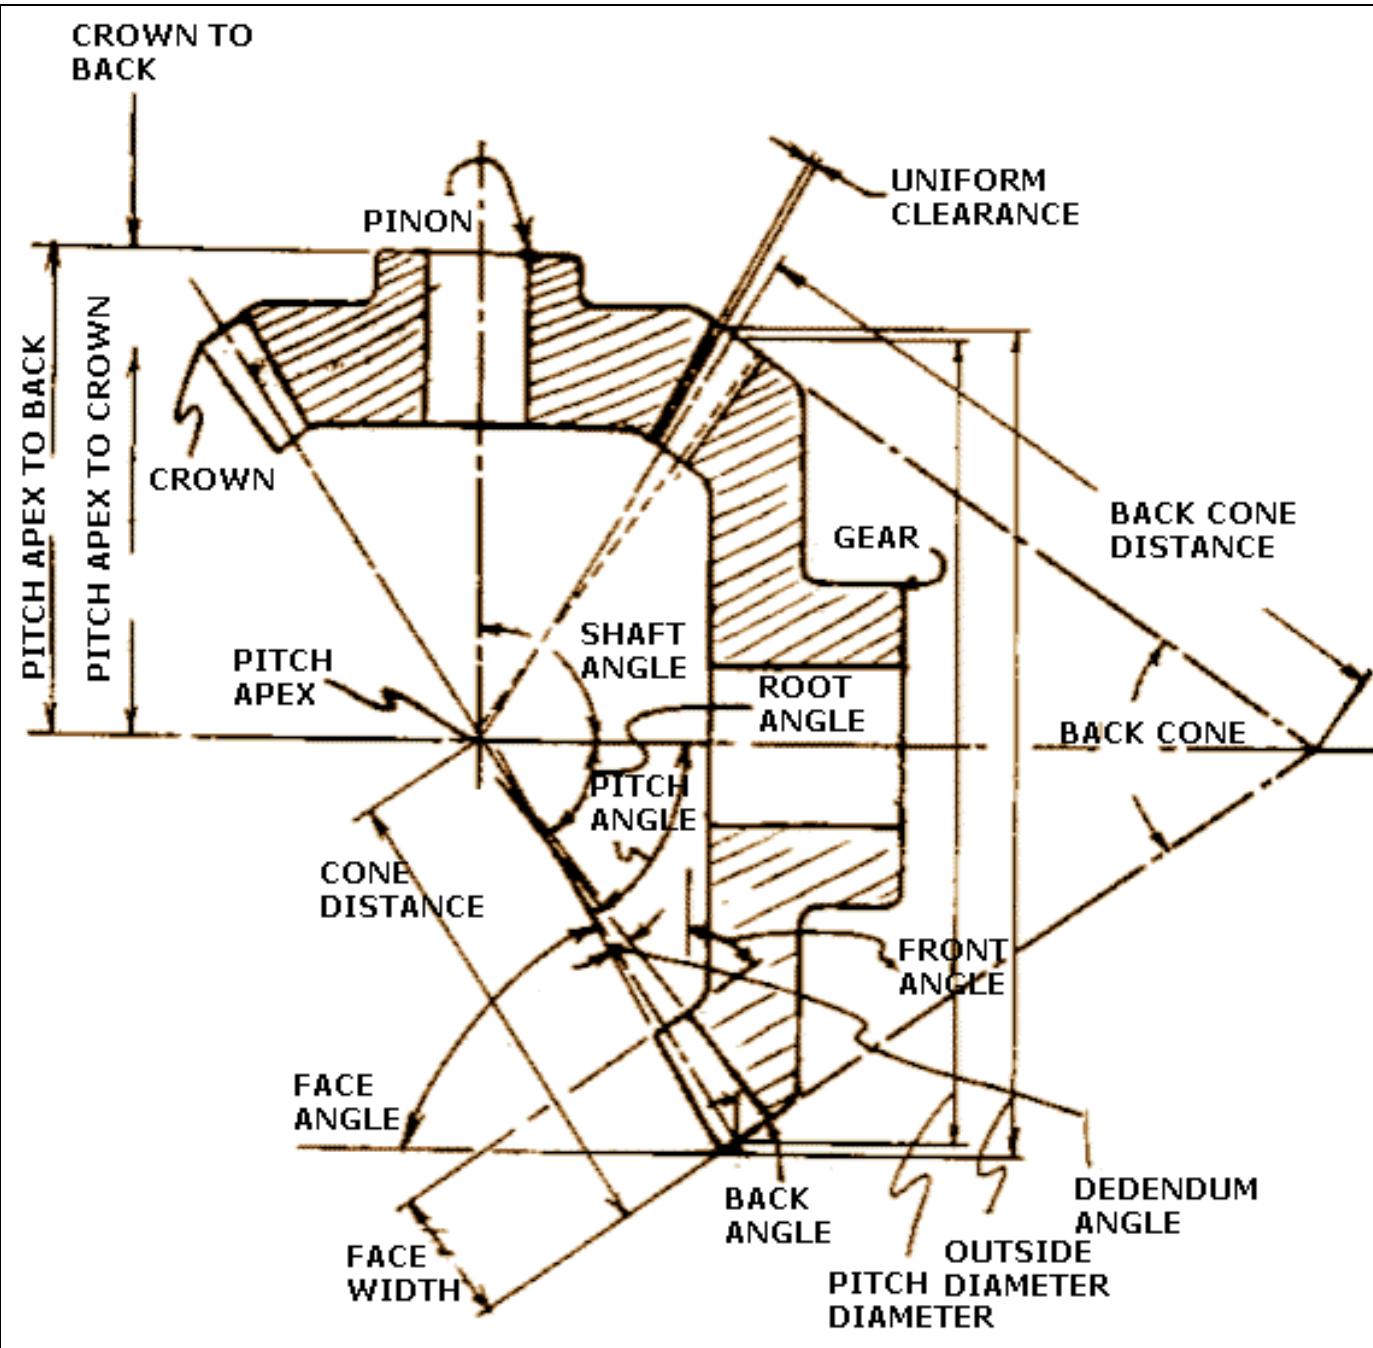 CROWN TO
BACK
UNIFORM
CLEARANCE
PINON
PITCH APEX TO BACK
PITCH APEX TO CROWN
CROWN
BACK CONE
DISTANCE
GEAR
SHAFT
ANGLE
PITCH
APEX
ROOT
ANGLE
BACK CONE
PITCH
ANGLE
CONE
DISTANCE
FRONT
ANGLE
FACE
ANGLE
BACK
ANGLE
DEDENDUM
ANGLE
FACE
WIDTH
OUTSIDE
DIAMETER
PITCH
DIAMETER